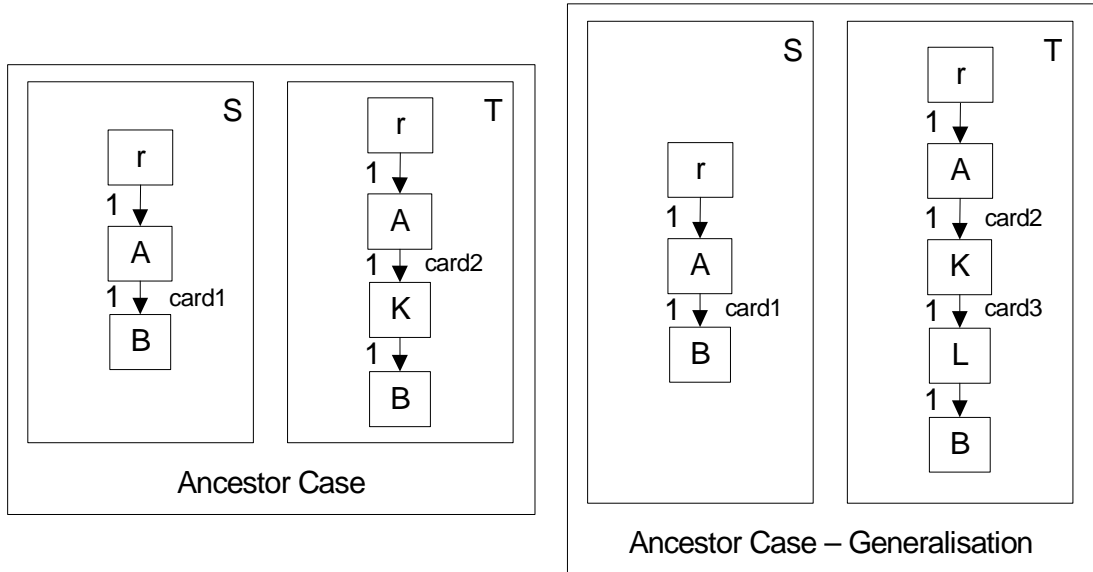 S
r
1
A
1 card1
B
T
r
1
A
1 card2
K
1
B
Ancestor Case
S
r
1
A
1 card1
B
T
r
1
A
1 card2
K
1 card3
L
1
B
Ancestor Case – Generalisation